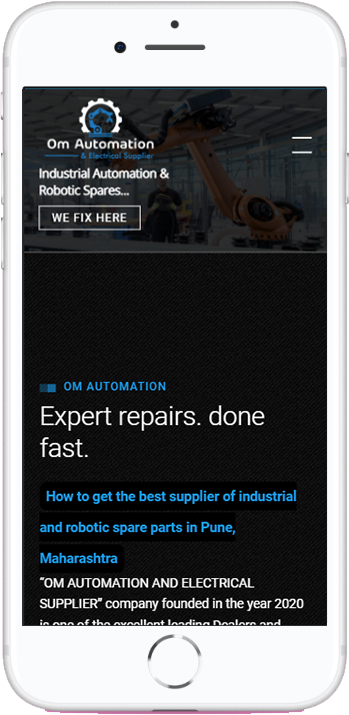 Om Automation
& Electrical Supplier
Industrial Automation &
Robotic Spares...
WE FIX HERE
OM AUTOMATION
Expert repairs. done
fast.
How to get the best supplier of industrial
and robotic spare parts in Pune,
Maharashtra
“OM AUTOMATION AND ELECTRICAL
SUPPLIER” company founded in the year 2020
is one of the excellent leading Dealers and